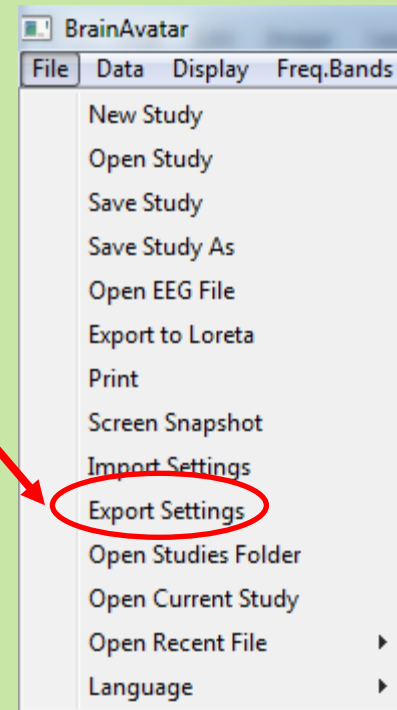 BrainAvatar
File Data Display Freq.Bands
New Study
Open Study
Save Study
Save Study As
Open EEG File
Export to Loreta
Print
Screen Snapshot
Import Settings
Export Settings
Open Studies Folder
Open Current Study
Open Recent File
Language